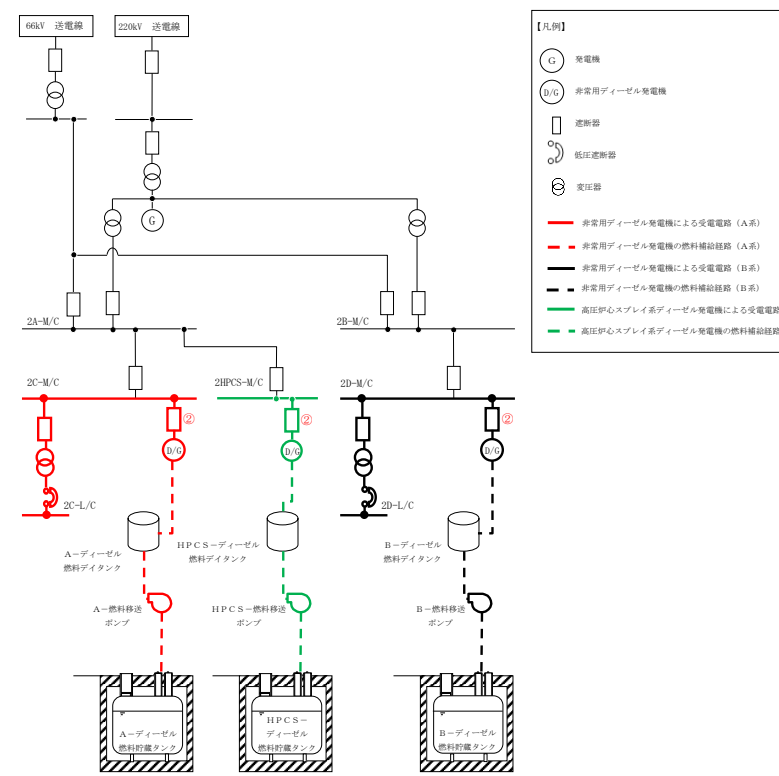 66kV 送電線
220kV 送電線
G
2A-M/C
2B-M/C
2C-M/C
2HPCS-M/C
2D-M/C
②
②
②
D/G
D/G
D/G
2C-L/C
2D-L/C
A-ディーゼル
燃料デイタンク
HPCS-ディーゼル
燃料デイタンク
B-ディーゼル
燃料デイタンク
A-燃料移送
ポンプ
HPCS-燃料移送
ポンプ
B-燃料移送
ポンプ
A-ディーゼル
燃料貯蔵タンク
HPCS-
ディーゼル
燃料貯蔵タンク
B-ディーゼル
燃料貯蔵タンク
【凡例】
G 発電機
D/G 非常用ディーゼル発電機
遮断器
低圧遮断器
変圧器
非常用ディーゼル発電機による受電電路(A系)
非常用ディーゼル発電機の燃料補給経路(A系)
非常用ディーゼル発電機による受電電路(B系)
非常用ディーゼル発電機の燃料補給経路(B系)
高圧炉心スプレイ系ディーゼル発電機による受電電路
高圧炉心スプレイ系ディーゼル発電機の燃料補給経路